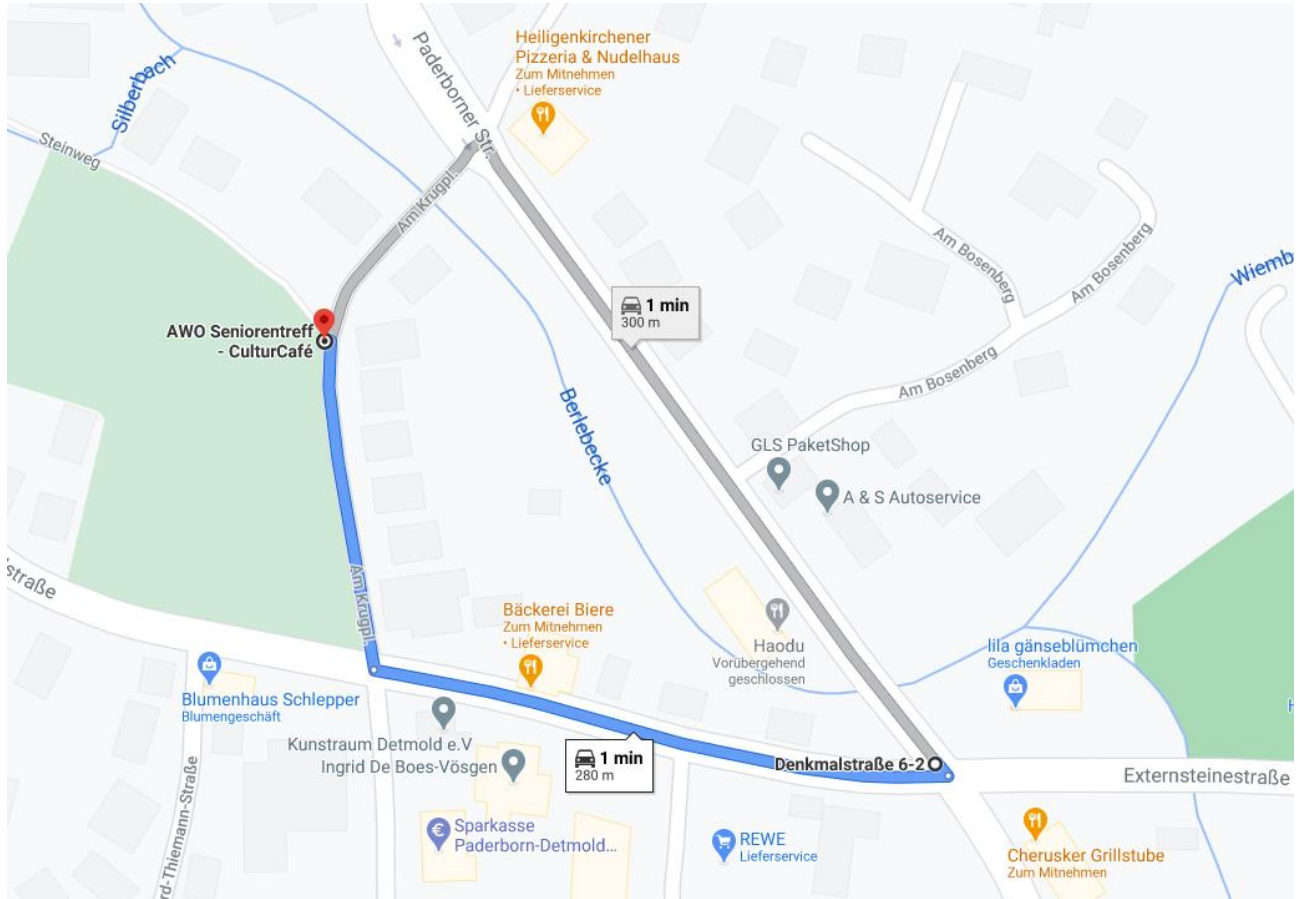 Heiligenkirchener
Pizzeria & Nudelhaus
Zum Mitnehmen
• Lieferservice
Paderborner Str.
Silberbach
Steinweg
Am Krugpl.
Am Bosenberg
Am Bosenberg
Wiemb
1 min
300 m
AWO Seniorentreff
- CulturCafé
Am Bosenberg
Berlebecke
GLS PaketShop
A & S Autoservice
straße
Am Krugpl.
Bäckerei Biere
Zum Mitnehmen
• Lieferservice
Haodu
Vorübergehend
geschlossen
lila gänseblümchen
Geschenkladen
H
Blumenhaus Schlepper
Blumengeschäft
Kunstraum Detmold e.V
Ingrid De Boes-Vösgen
1 min
280 m
Denkmalstraße 6-2
Externsteinestraße
rd-Thiemann-Straße
Sparkasse
Paderborn-Detmold...
REWE
Lieferservice
Cherusker Grillstube
Zum Mitnehmen